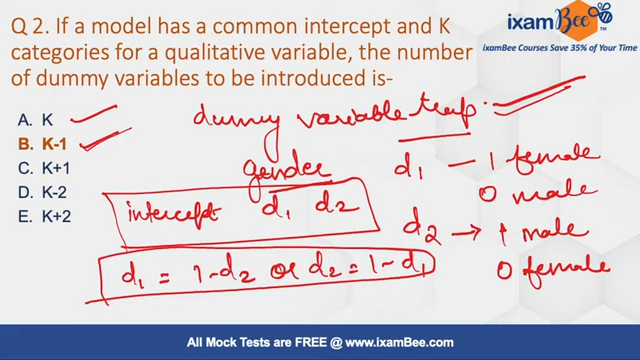 Q 2. If a model has a common intercept and K
categories for a qualitative variable, the number
of dummy variables to be introduced is-
ixamBee
ixamBee Courses Save 35% of Your Time
A. K
B. K-1
C. K+1
D. K-2
E. K+2
dummy variable trap.
gender
intercept d1 d2
d1 = 1-d2 or d2 = 1-d1
d1 — 1 female
0 male
d2 → 1 male
0 female
All Mock Tests are FREE @ www.ixamBee.com